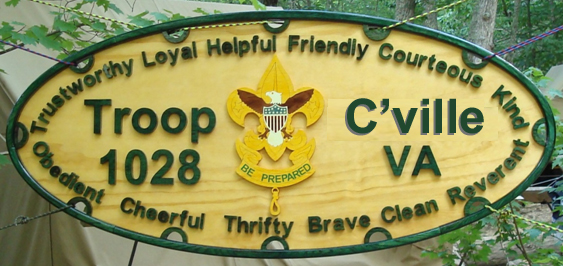 Trustworthy Loyal Helpful Friendly Courteous Kind
Troop
1028
BE PREPARED
C'ville
VA
Obedient Cheerful Thrifty Brave Clean Reverent